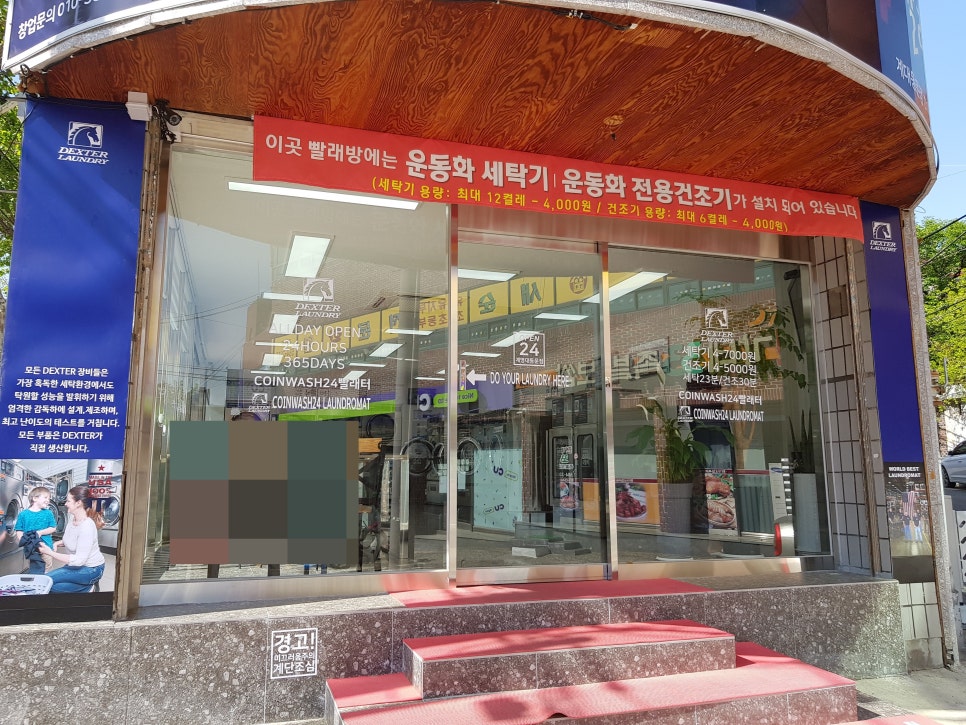 창업문의 010-
DEXTER
LAUNDRY
이곳 빨래방에는 운동화 세탁기 | 운동화 전용건조기가 설치 되어 있습니다
(세탁기 용량: 최대 12켤레 - 4,000원 / 건조기 용량: 최대 6켤레 - 4,000원)
DEXTER
LAUNDRY
모든 DEXTER 장비들은
가장 혹독한 세탁환경에서도
탁월할 성능을 발휘하기 위해
엄격한 감독하에 설계,제조하며,
최고 난이도의 테스트를 거칩니다.
모든 부품은 DEXTER가
직접 생산합니다.
DEXTER
LAUNDRY
ALL DAY OPEN
24HOURS
365DAYS
COINWASH24빨래터
COINWASH24 LAUNDROMAT
OPEN
24
계명대동문점
DO YOUR LAUNDRY HERE
DEXTER
LAUNDRY
세탁기 4-7000원
건조기 4-5000원
세탁23분/건조30분
COINWASH24빨래터
COINWASH24 LAUNDROMAT
WORLD BEST
LAUNDROMAT
경고!
미끄러움주의
계단조심